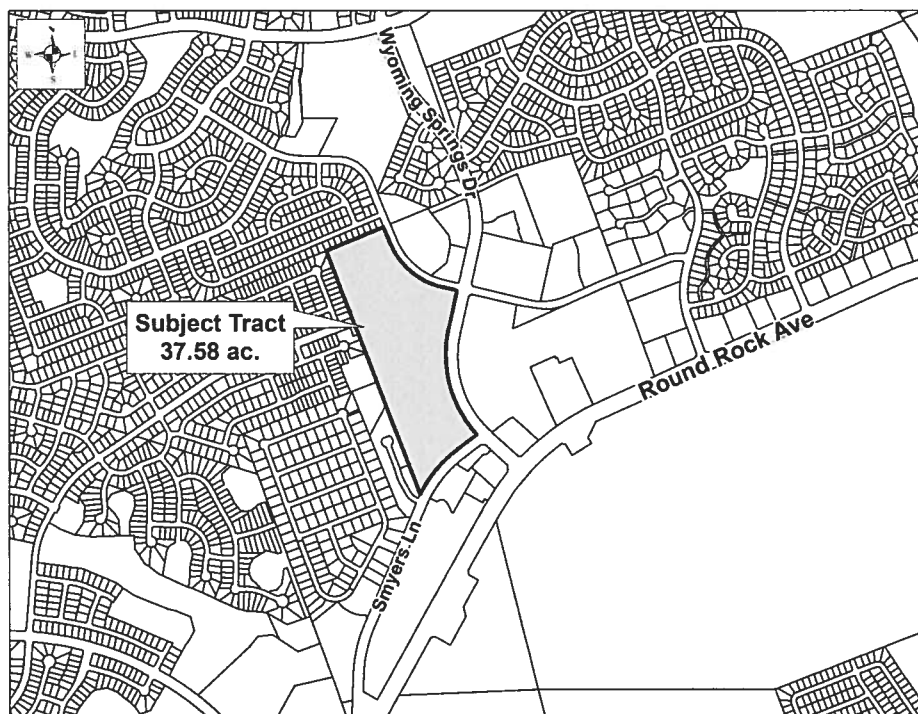 Wyoming Springs Dr
Subject Tract
37.58 ac.
Round Rock Ave
Smyers Ln
W
E
S